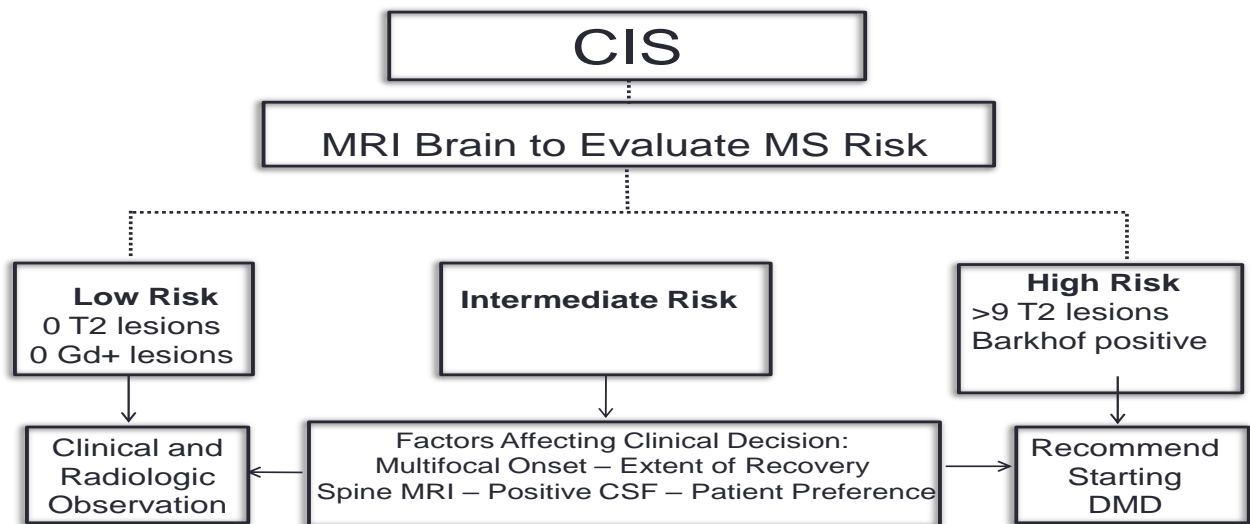 CIS
MRI Brain to Evaluate MS Risk
Low Risk
0 T2 lesions
0 Gd+ lesions
Intermediate Risk
High Risk
>9 T2 lesions
Barkhof positive
Clinical and
Radiologic
Observation
Factors Affecting Clinical Decision:
Multifocal Onset – Extent of Recovery
Spine MRI – Positive CSF – Patient Preference
Recommend
Starting
DMD